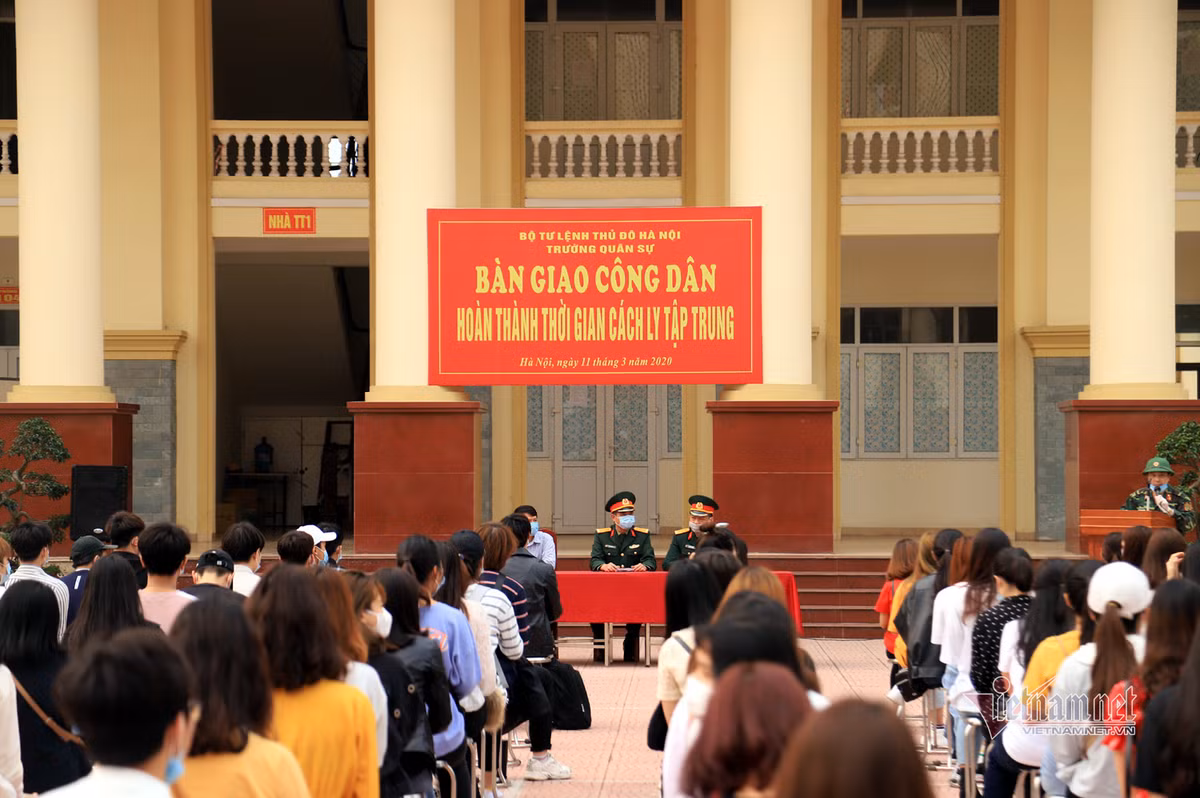 NHÀ TT1
BỘ TƯ LỆNH THỦ ĐÔ HÀ NỘI
TRƯỜNG QUÂN SỰ
BÀN GIAO CÔNG DÂN
HOÀN THÀNH THỜI GIAN CÁCH LY TẬP TRUNG
Hà Nội, ngày 11 tháng 3 năm 2020
Vietnamnet
VIETNAMNET.VN